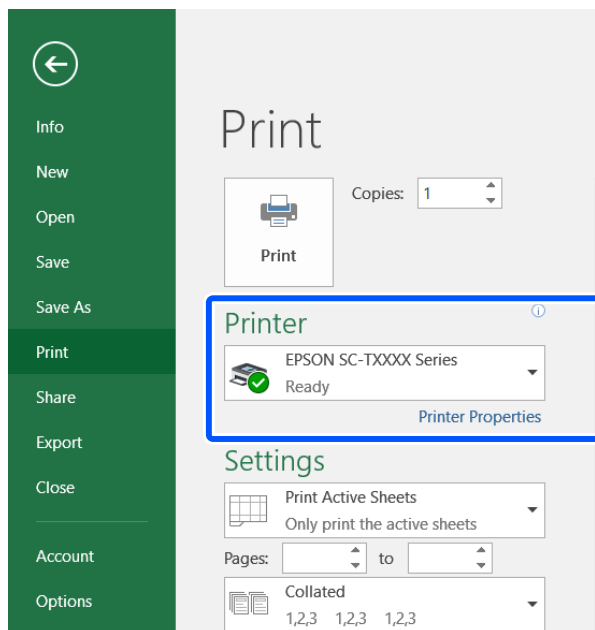 Info
New
Open
Save
Save As
Print
Share
Export
Close
Account
Options
Print
Copies: 1
Print
Printer
EPSON SC-TXXXX Series
Ready
Printer Properties
Settings
Print Active Sheets
Only print the active sheets
Pages: to
Collated
1,2,3 1,2,3 1,2,3